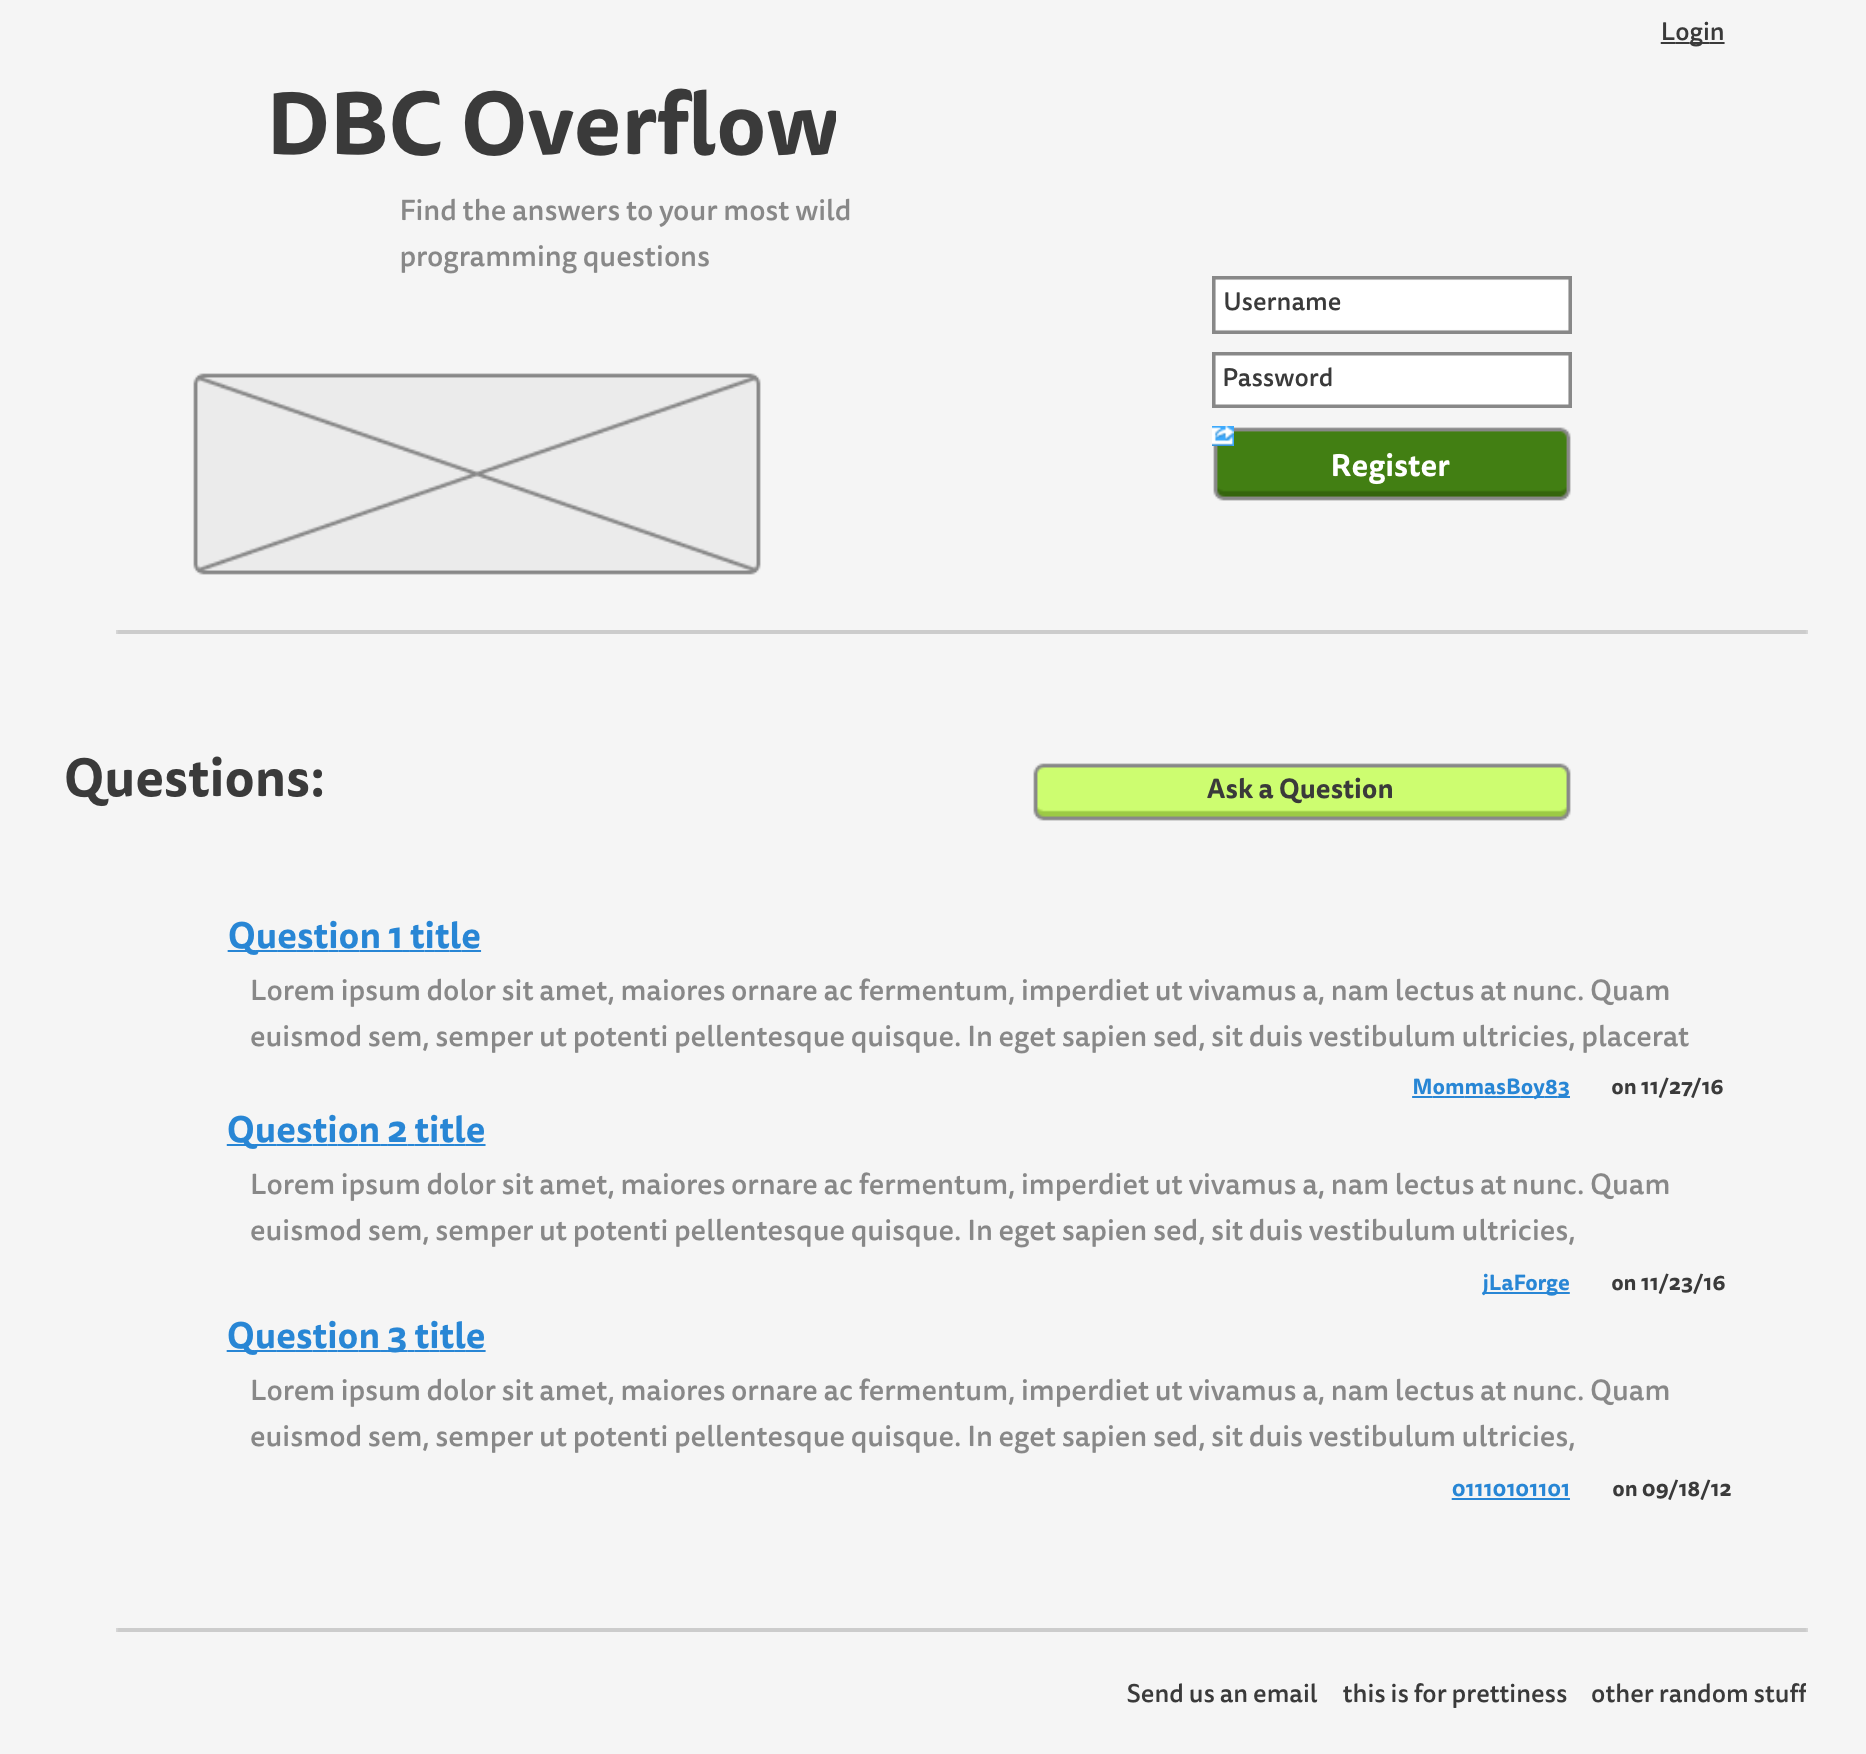 Login
DBC Overflow
Find the answers to your most wild
programming questions
Username
Password
Register
Questions:
Ask a Question
Question 1 title
Lorem ipsum dolor sit amet, maiores ornare ac fermentum, imperdiet ut vivamus a, nam lectus at nunc. Quam
euismod sem, semper ut potenti pellentesque quisque. In eget sapien sed, sit duis vestibulum ultricies, placerat
MommasBoy83 on 11/27/16
Question 2 title
Lorem ipsum dolor sit amet, maiores ornare ac fermentum, imperdiet ut vivamus a, nam lectus at nunc. Quam
euismod sem, semper ut potenti pellentesque quisque. In eget sapien sed, sit duis vestibulum ultricies,
jLaForge on 11/23/16
Question 3 title
Lorem ipsum dolor sit amet, maiores ornare ac fermentum, imperdiet ut vivamus a, nam lectus at nunc. Quam
euismod sem, semper ut potenti pellentesque quisque. In eget sapien sed, sit duis vestibulum ultricies,
01110101101 on 09/18/12
Send us an email this is for prettiness other random stuff